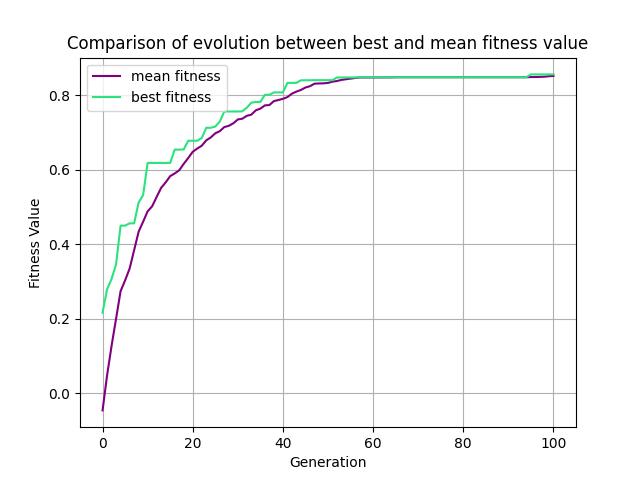 Comparison of evolution between best and mean fitness value
mean fitness
best fitness
Fitness Value
0.8
0.6
0.4
0.2
0.0
0 20 40 60 80 100
Generation